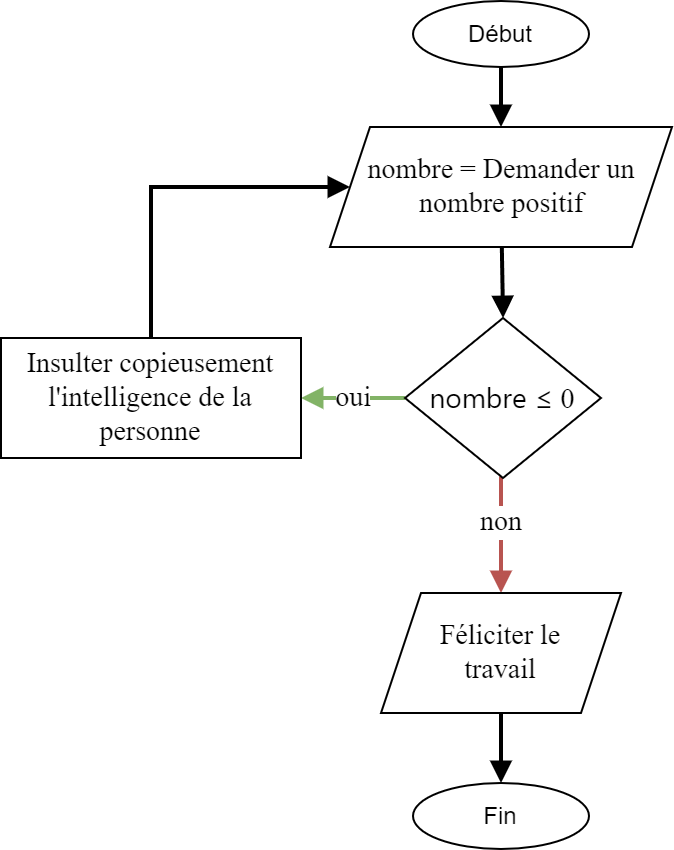 Début
nombre = Demander un
nombre positif
nombre ≤ 0
oui
Insulter copieusement
l'intelligence de la
personne
non
Féliciter le
travail
Fin